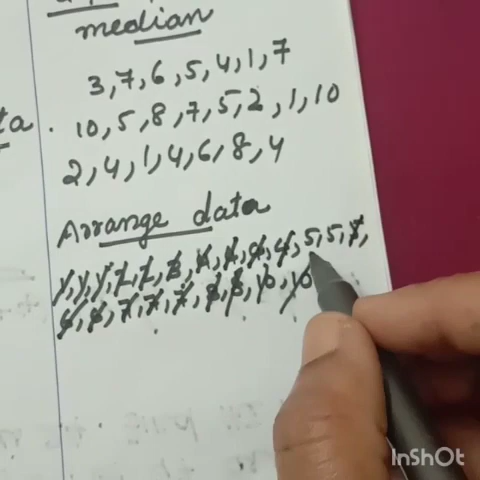 median
3,7,6,5,4,1,7
ta. 10,5,8,7,5,2,1,10
2,4,1,4,6,8,4
Arrange data
1,1,1,2,2,3,4,4,4,4,5,5,5,
6,6,7,7,7,8,8,10,10
InShOt